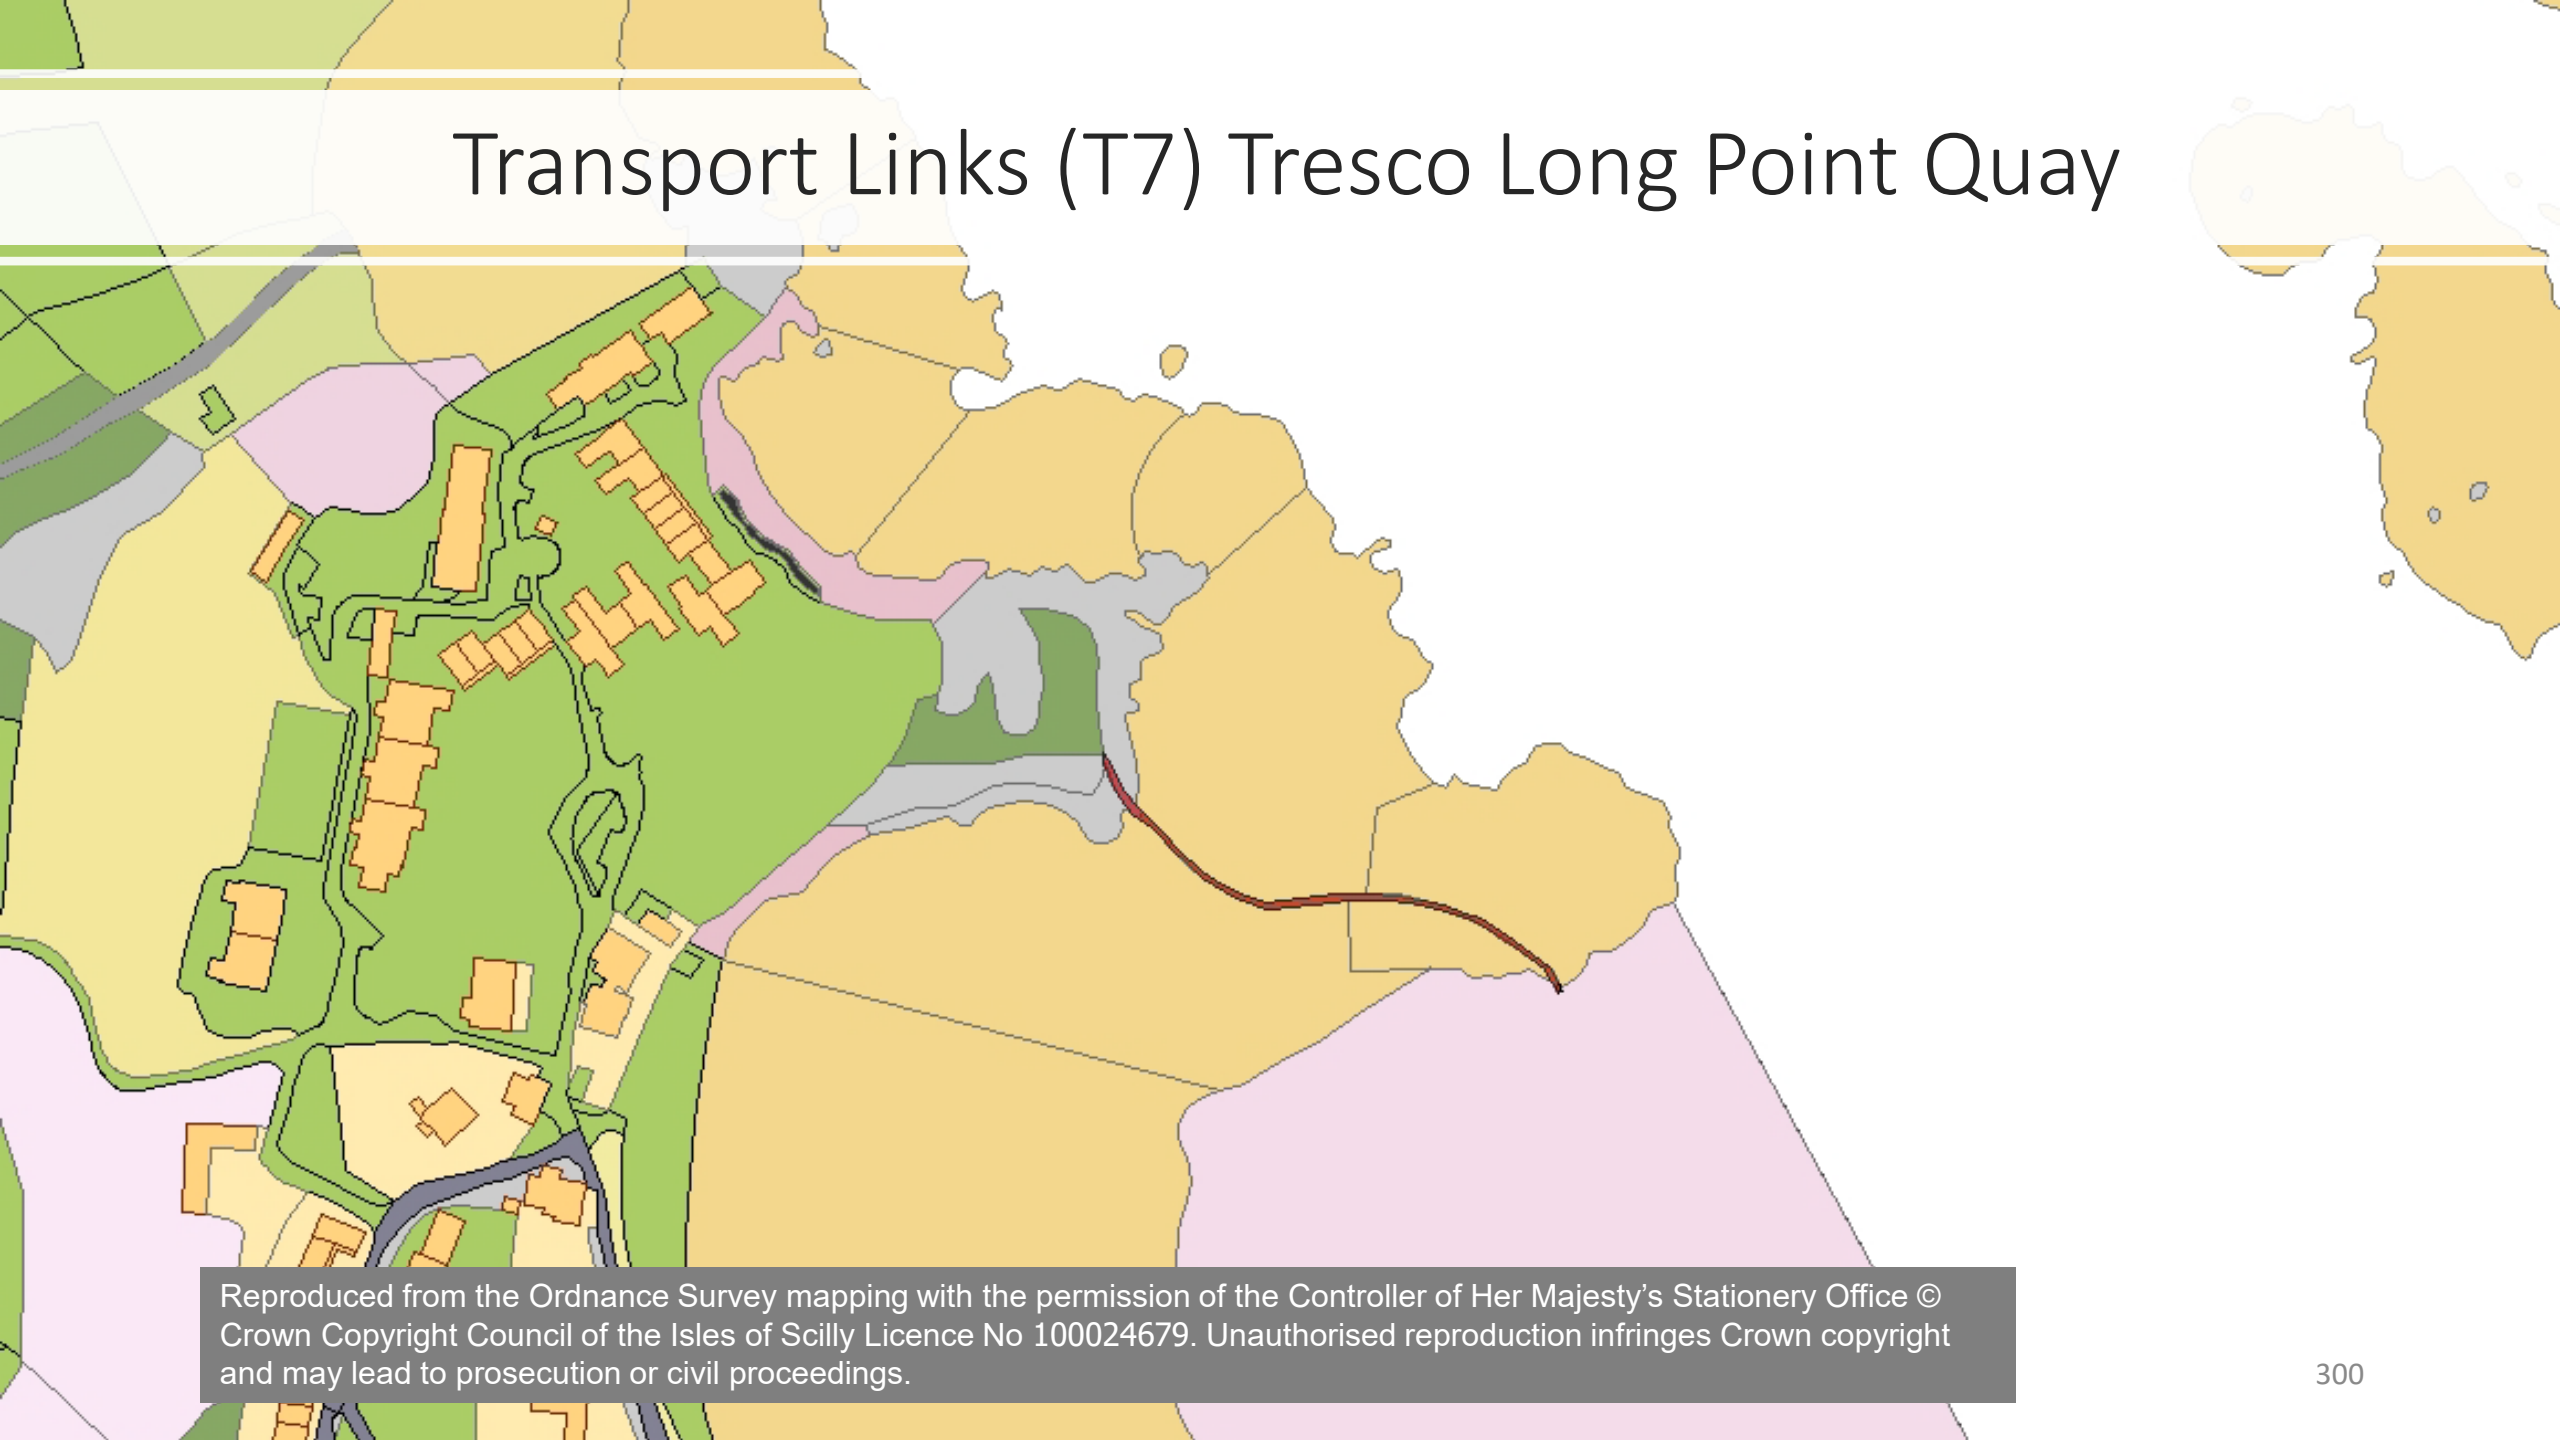 Transport Links (T7) Tresco Long Point Quay
Reproduced from the Ordnance Survey mapping with the permission of the Controller of Her Majesty’s Stationery Office ©
Crown Copyright Council of the Isles of Scilly Licence No 100024679. Unauthorised reproduction infringes Crown copyright
and may lead to prosecution or civil proceedings.
300